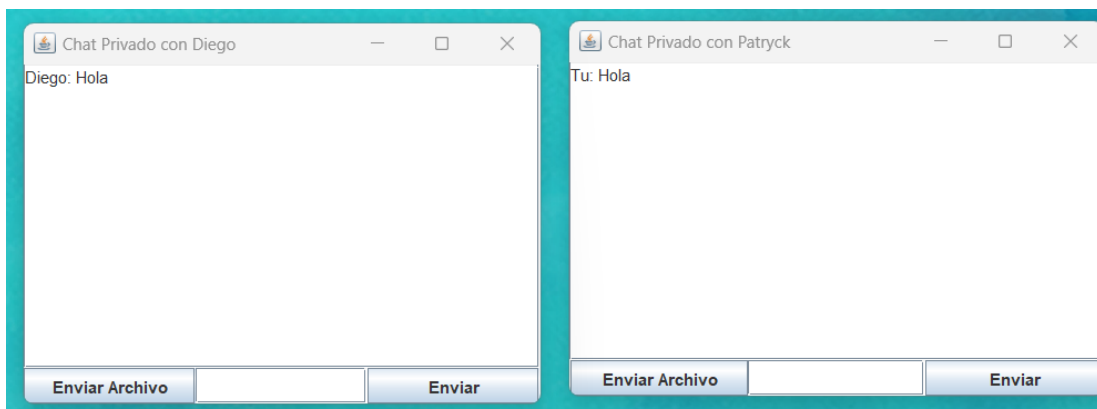 Chat Privado con Diego
Diego: Hola
Enviar Archivo
Enviar
Chat Privado con Patryck
Tu: Hola
Enviar Archivo
Enviar